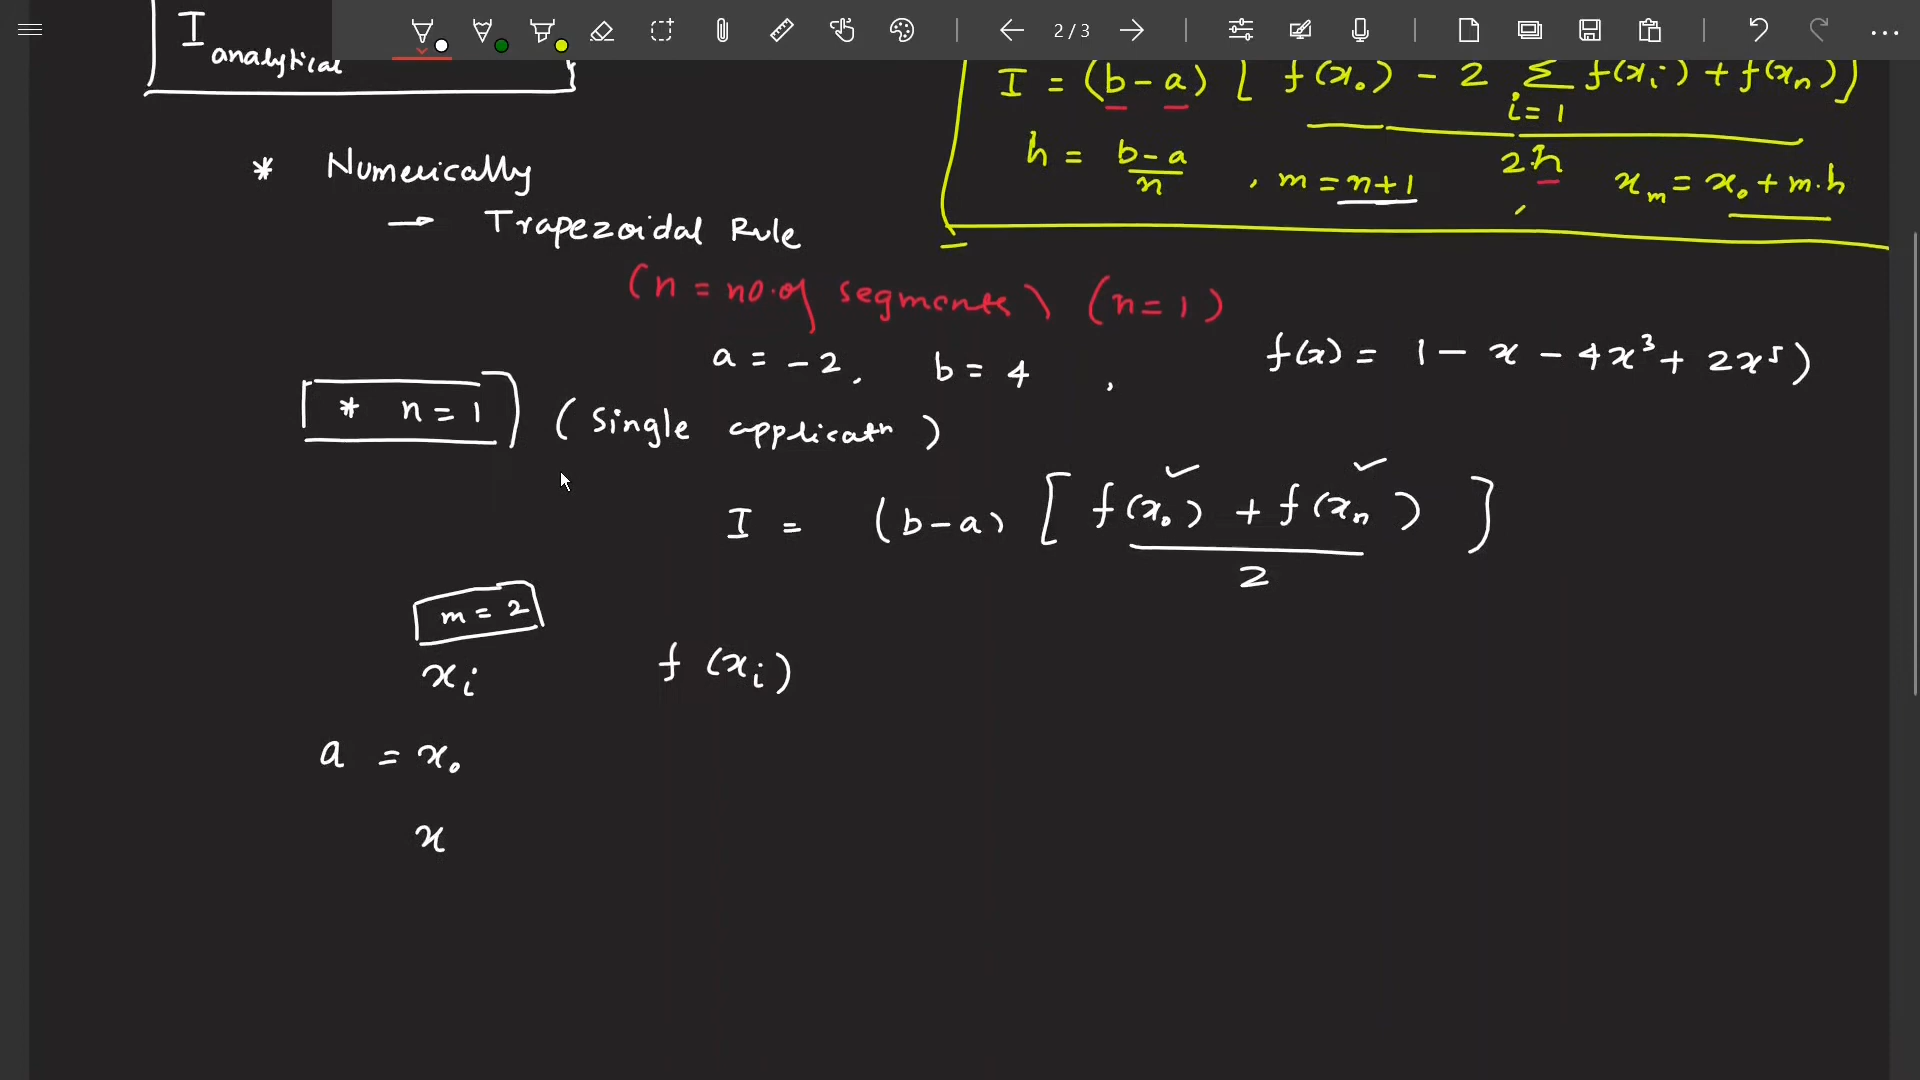 2 / 3
I analytical
I = (b-a) [ f(x₀) - 2 Σ f(xᵢ) + f(xₙ) ]
i = 1
2h
h = b-a / n , m = n+1 xₘ = x₀ + m.h
* Numerically
→ Trapezoidal Rule
(n = no. of segments) (n = 1)
a = -2, b = 4 , f(x) = 1 - x - 4x³ + 2x⁵)
* n = 1 (Single applicatⁿ)
I = (b-a) [ f(x₀) + f(xₙ) ]
2
m = 2
xᵢ f(xᵢ)
a = x₀
x